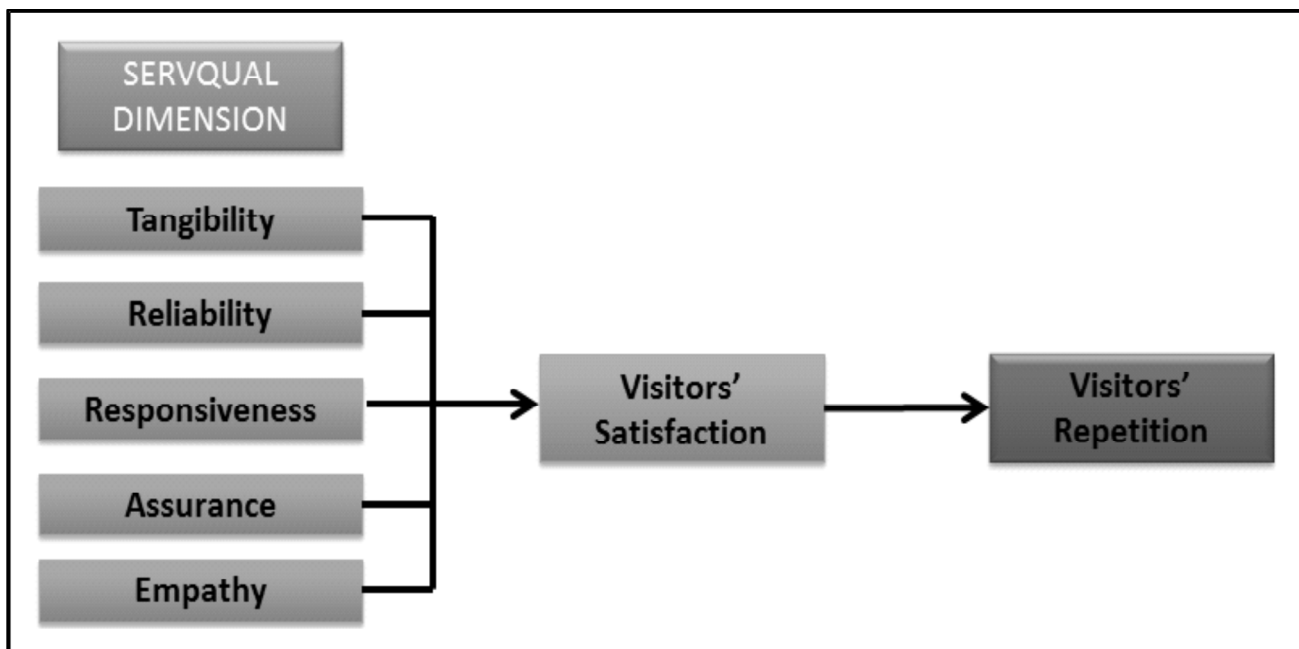 SERVQUAL
DIMENSION
Tangibility
Reliability
Responsiveness
Assurance
Empathy
Visitors’
Satisfaction
Visitors’
Repetition